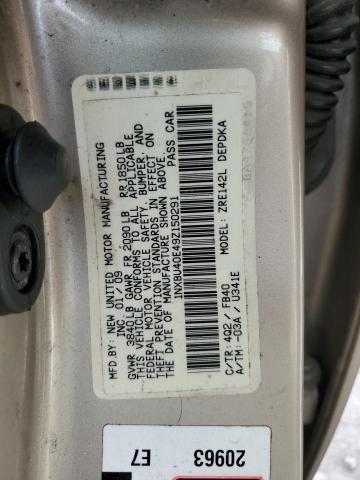 MFD.BY: NEW UNITED MOTOR MANUFACTURING
INC. 01/09
GVWR 3840LB GAWR FR 2090LB RR 1850LB
THIS VEHICLE CONFORMS TO ALL APPLICABLE
FEDERAL MOTOR VEHICLE SAFETY, BUMPER, AND
THEFT PREVENTION STANDARDS IN EFFECT ON
THE DATE OF MANUFACTURE SHOWN ABOVE.
1NXBU40E49Z150291 PASS CAR
C/TR: 4Q2 / FB40 MODEL: ZRE142L DEPDKA
A/TM: -03A / U341E
20963
E7